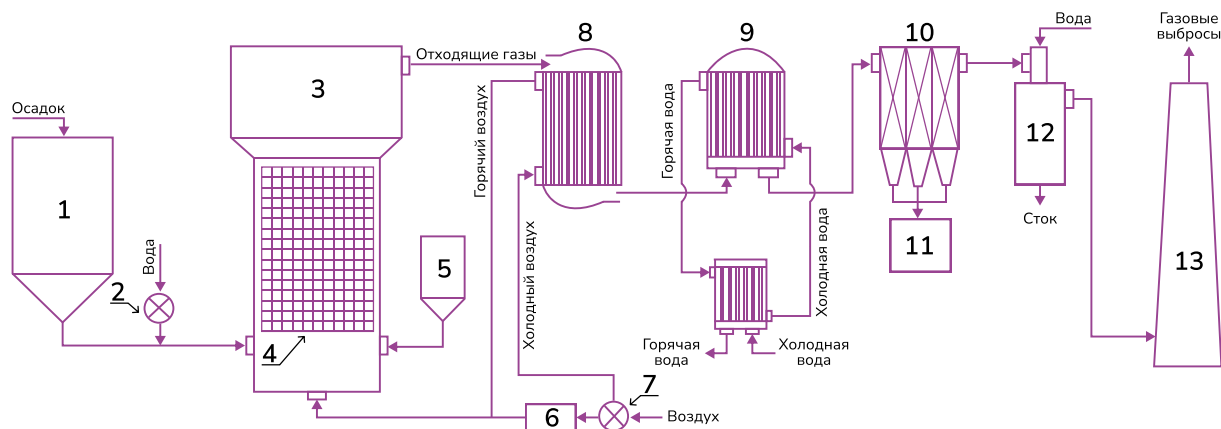 Осадок
1
2
Вода
3
4
5
Отходящие газы
Горячий воздух
Холодный воздух
6
7
Воздух
8
Горячая вода
9
Холодная вода
Горячая
вода
Холодная
вода
10
11
Вода
12
Сток
Газовые
выбросы
13